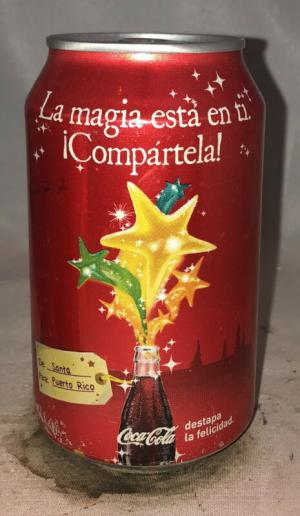 La magia está en ti.
¡Compártela!
De: Santa
Para: Puerto Rico
Coca-Cola
destapa
la felicidad.